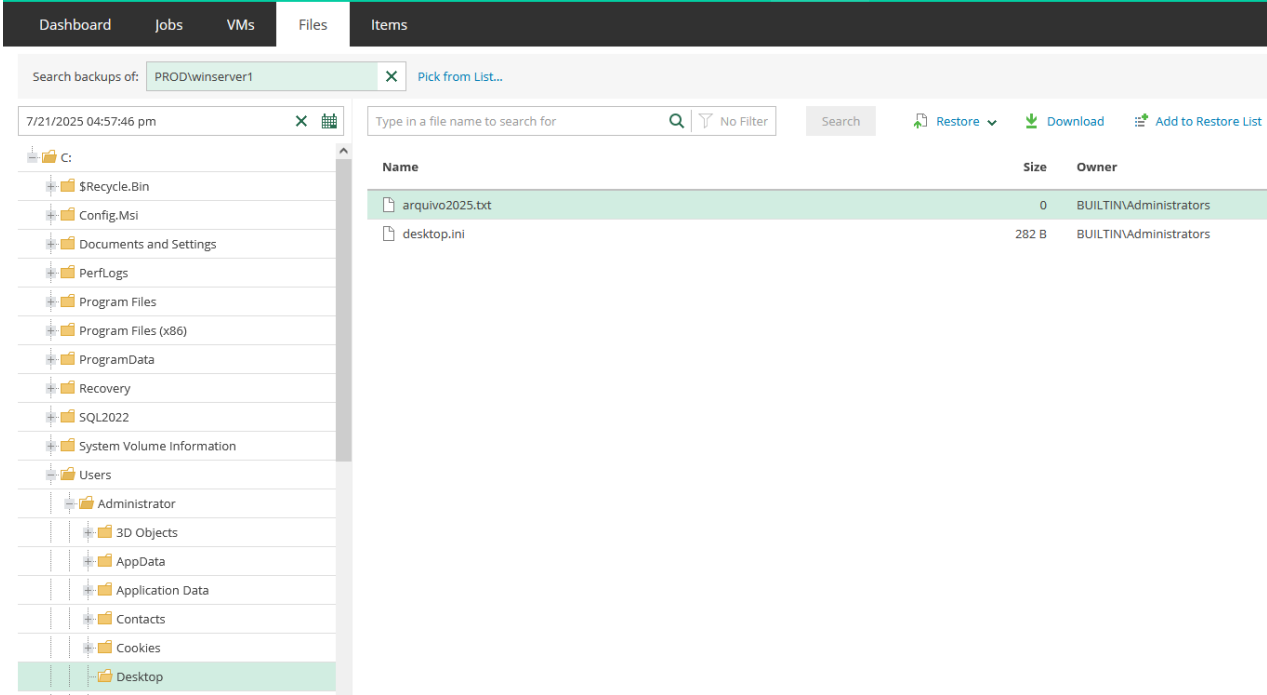 Dashboard Jobs VMs Files Items
Search backups of: PROD\winserver1 Pick from List...
7/21/2025 04:57:46 pm
Type in a file name to search for No Filter Search Restore Download Add to Restore List
C:
$Recycle.Bin
Config.Msi
Documents and Settings
PerfLogs
Program Files
Program Files (x86)
ProgramData
Recovery
SQL2022
System Volume Information
Users
Administrator
3D Objects
AppData
Application Data
Contacts
Cookies
Desktop
Name Size Owner
arquivo2025.txt 0 BUILTIN\Administrators
desktop.ini 282 B BUILTIN\Administrators